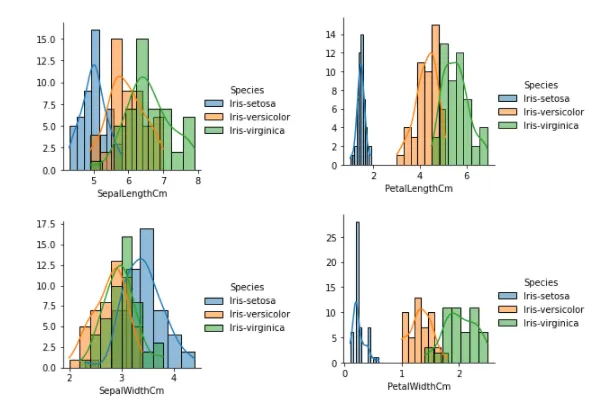 15.0
12.5
10.0
7.5
5.0
2.5
0.0
5 6 7 8
SepalLengthCm
Species
Iris-setosa
Iris-versicolor
Iris-virginica
14
12
10
8
6
4
2
0
2 4 6
PetalLengthCm
Species
Iris-setosa
Iris-versicolor
Iris-virginica
17.5
15.0
12.5
10.0
7.5
5.0
2.5
0.0
2 3 4
SepalWidthCm
Species
Iris-setosa
Iris-versicolor
Iris-virginica
25
20
15
10
5
0
0 1 2
PetalWidthCm
Species
Iris-setosa
Iris-versicolor
Iris-virginica